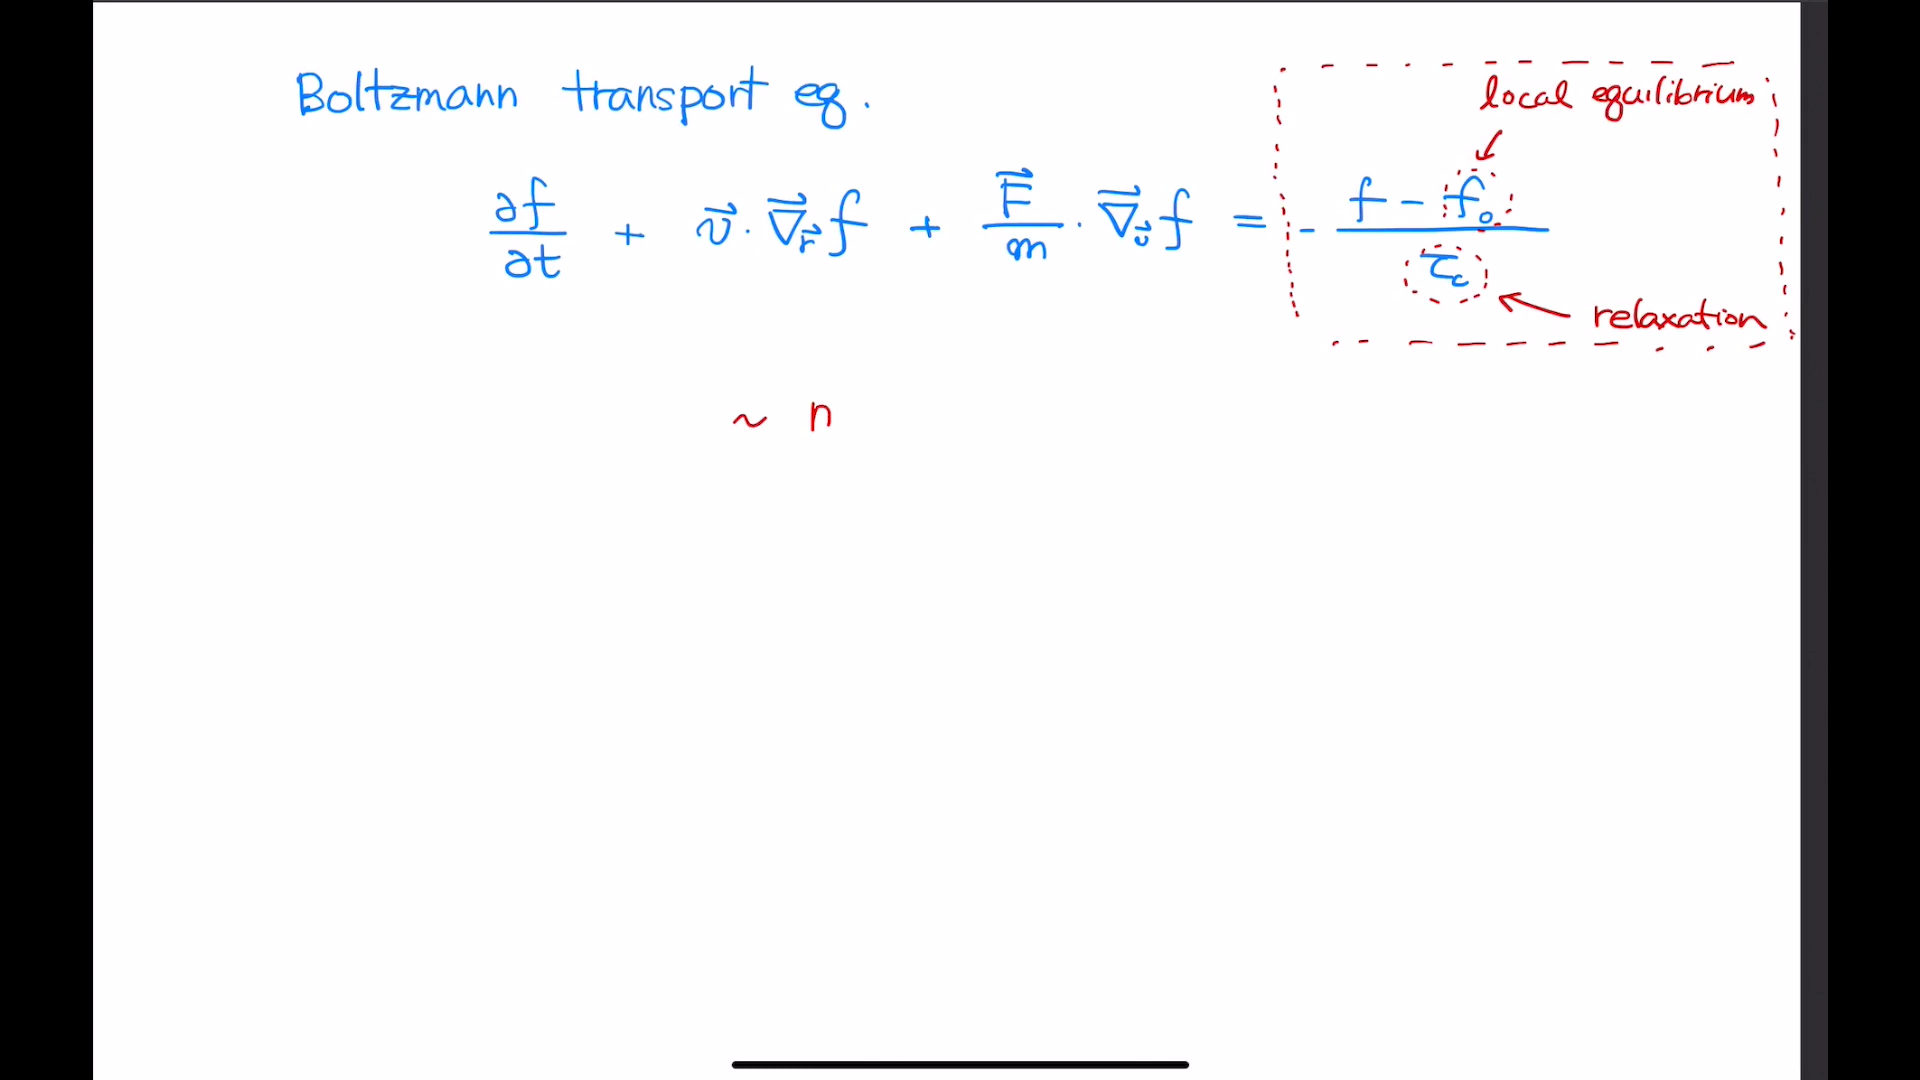 Boltzmann transport eq.
local equilibrium
∂f/∂t + v⃗ · ∇⃗_r⃗ f + F⃗/m · ∇⃗_v⃗ f = - (f - f₀)/τ_c
relaxation
~ n